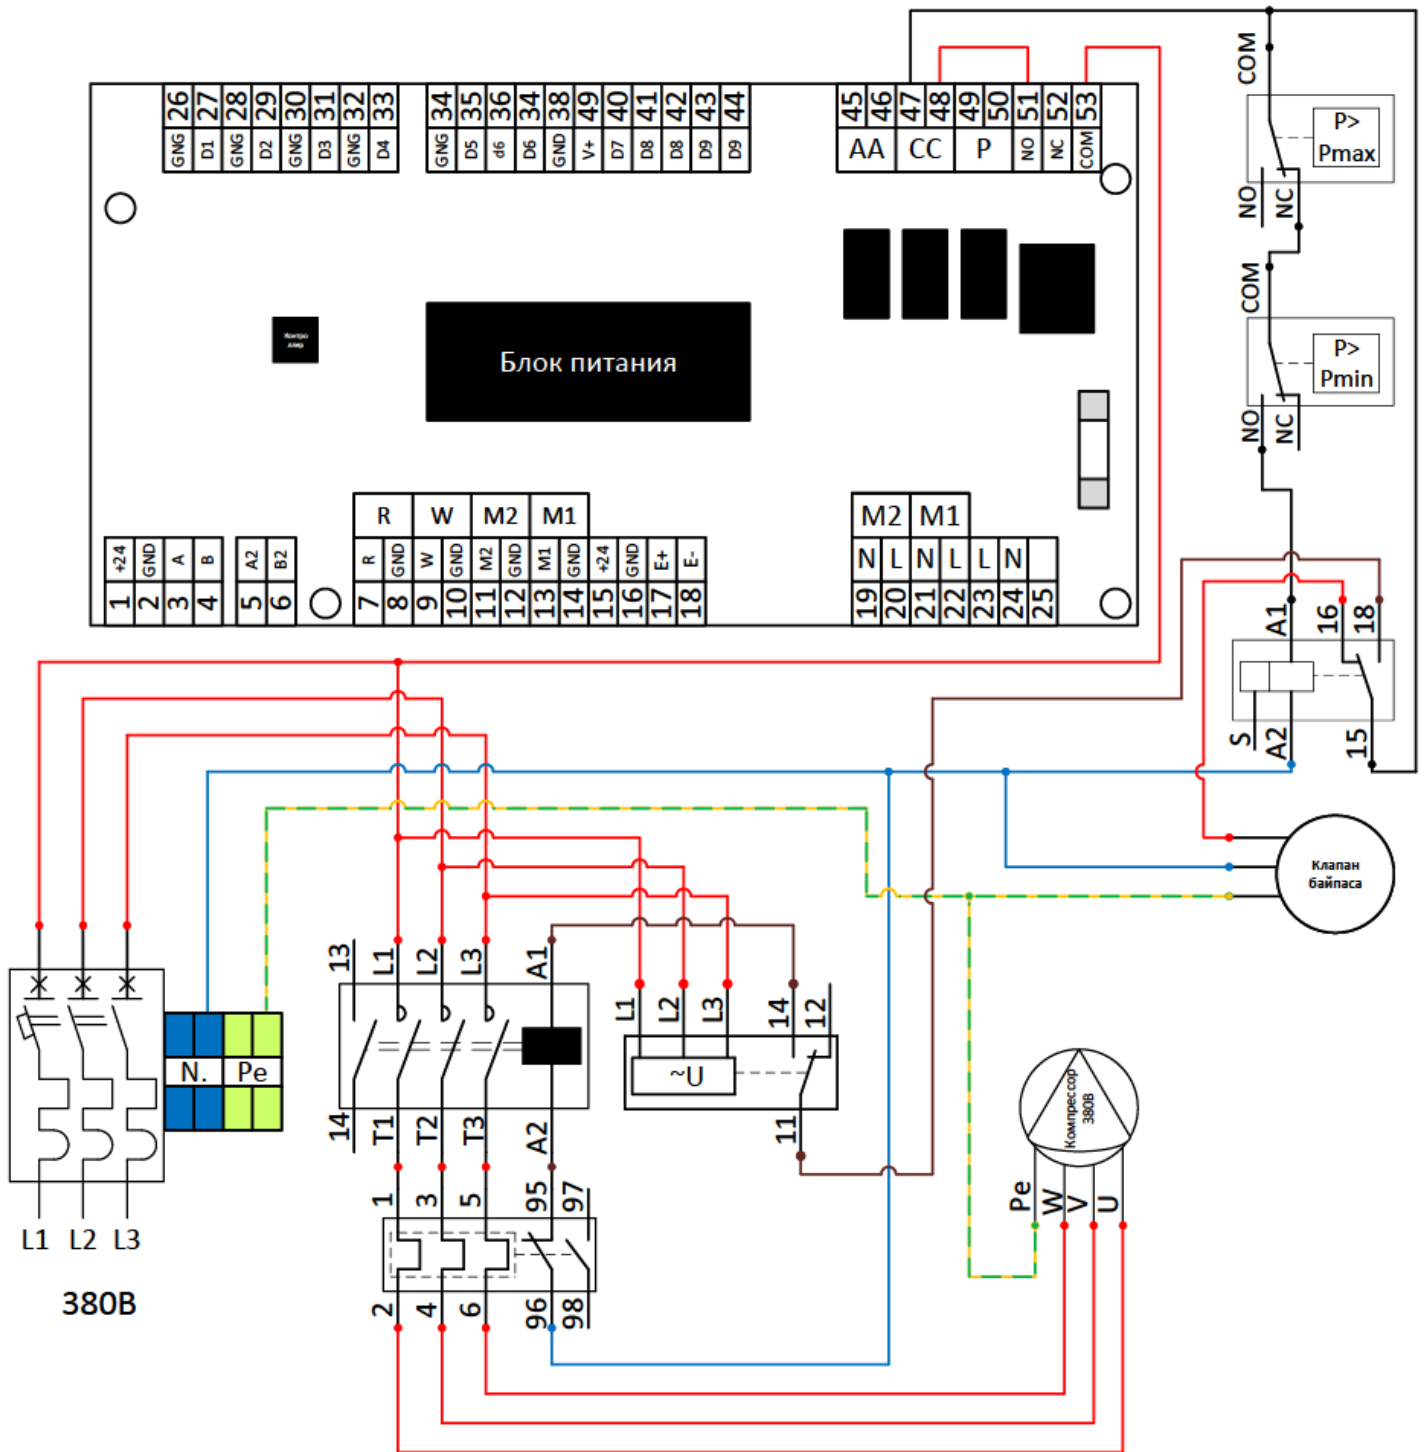 COM
26 27 28 29 30 31 32 33 34 35 36 34 38 49 40 41 42 43 44 45 46 47 48 49 50 51 52 53
GNG D1 GNG D2 GNG D3 GNG D4 GNG D5 d6 D6 GND V+ D7 D8 D8 D9 D9 AA CC P NO NC COM
P>
Pmax
NO NC
COM
Контро
ллер
Блок питания
P>
Pmin
NO NC
R W M2 M1 M2 M1
+24 GND A B A2 B2 R GND W GND M2 GND M1 GND +24 GND E+ E- N L N L L N
1 2 3 4 5 6 7 8 9 10 11 12 13 14 15 16 17 18 19 20 21 22 23 24 25
A1 16 18
S A2 15
Клапан
байпаса
13 L1 L2 L3 A1
L1 L2 L3 14 12
N. Pe
~U
Компрессор
380В
14 T1 T2 T3 A2
11
1 3 5 95 97
Pe W V U
L1 L2 L3
380В
2 4 6 96 98